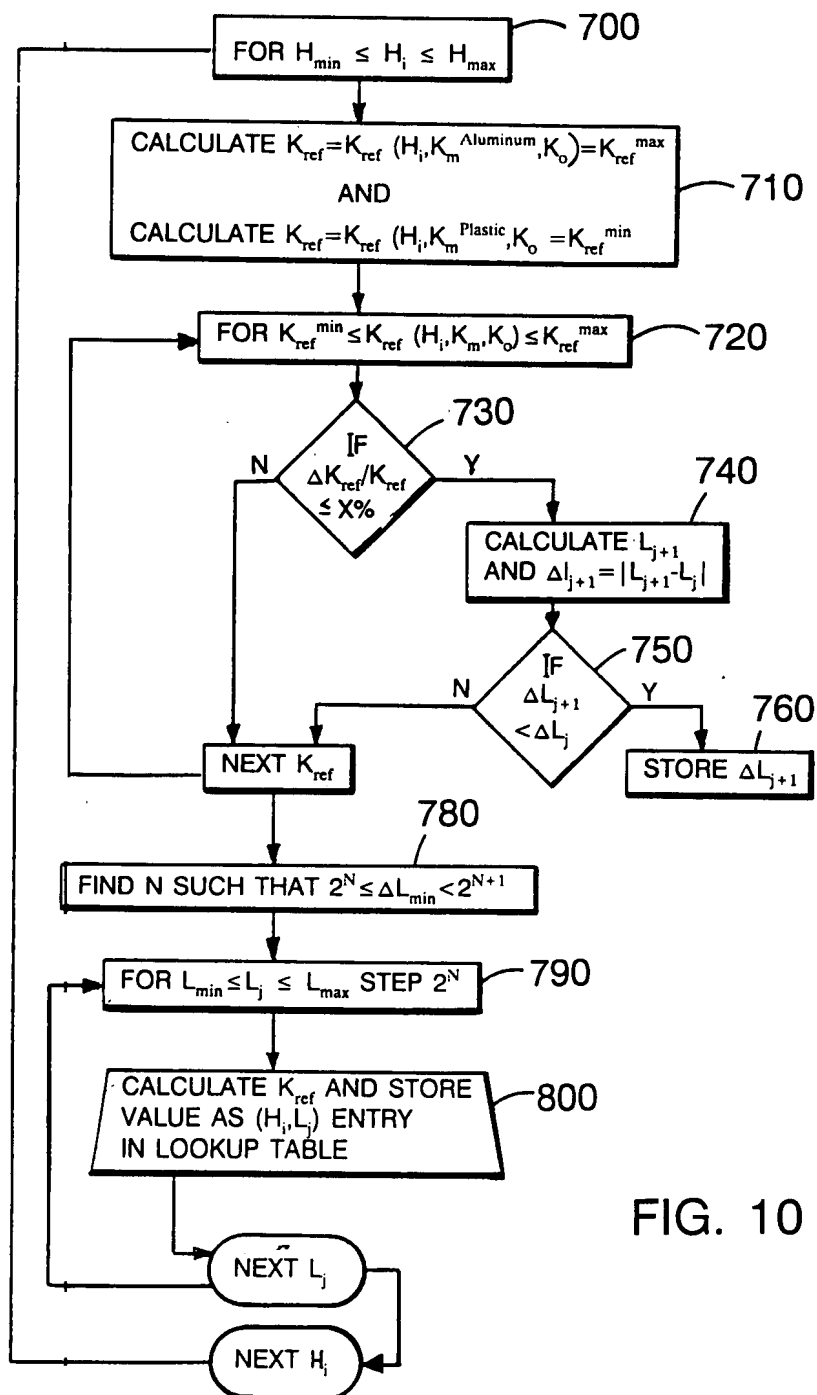 700
FOR H_min ≤ H_i ≤ H_max
CALCULATE K_ref=K_ref (H_i,K_m^Aluminum,K_o)=K_ref^max
AND
710
CALCULATE K_ref=K_ref (H_i,K_m^Plastic,K_o =K_ref^min
FOR K_ref^min ≤ K_ref (H_i,K_m,K_o) ≤ K_ref^max
720
730
IF
N
Y
ΔK_ref/K_ref
≤ X%
740
CALCULATE L_j+1
AND Δl_j+1=|L_j+1-L_j|
750
IF
N
Y
ΔL_j+1
<ΔL_j
760
STORE ΔL_j+1
NEXT K_ref
780
FIND N SUCH THAT 2^N ≤ ΔL_min < 2^N+1
FOR L_min ≤ L_j ≤ L_max STEP 2^N
790
CALCULATE K_ref AND STORE
VALUE AS (H_i,L_j) ENTRY
IN LOOKUP TABLE
800
FIG. 10
NEXT L_j
NEXT H_i